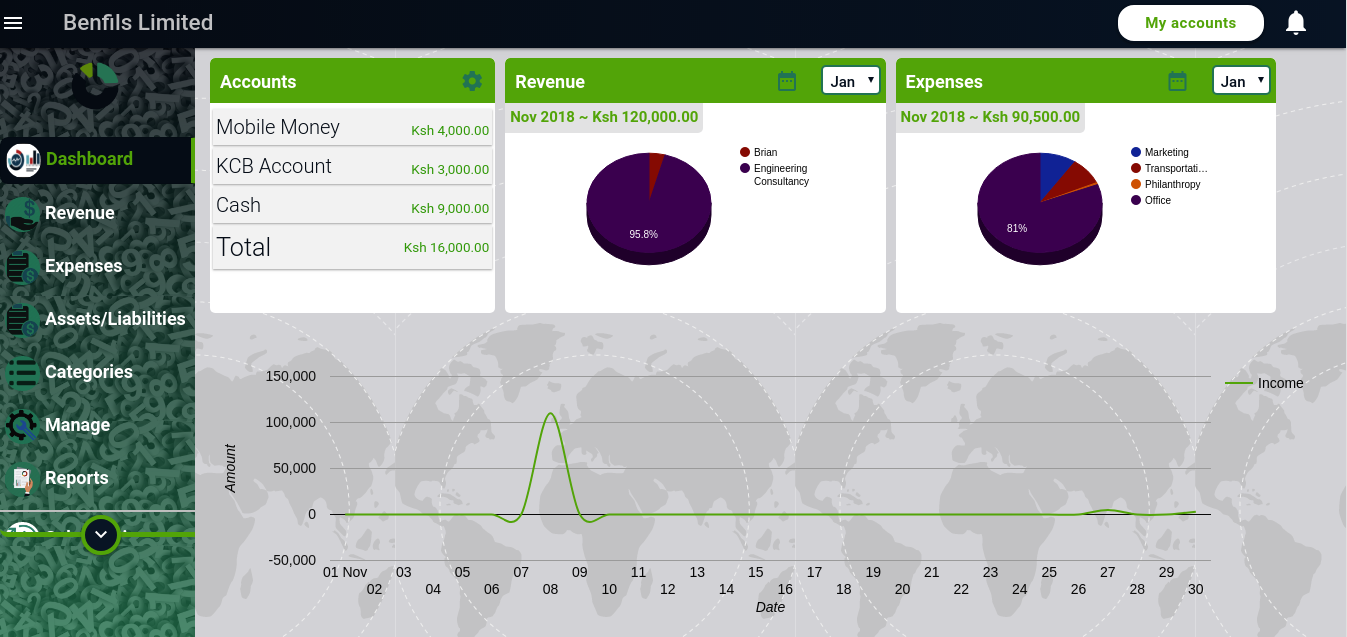 Benfils Limited
My accounts
Dashboard
Revenue
Expenses
Assets/Liabilities
Categories
Manage
Reports
Accounts
Mobile Money Ksh 4,000.00
KCB Account Ksh 3,000.00
Cash Ksh 9,000.00
Total Ksh 16,000.00
Revenue Jan
Nov 2018 ~ Ksh 120,000.00
95.8%
Brian
Engineering
Consultancy
Expenses Jan
Nov 2018 ~ Ksh 90,500.00
81%
Marketing
Transportati…
Philanthropy
Office
150,000
100,000
50,000
0
-50,000
Amount
Income
01 Nov 03 05 07 09 11 13 15 17 19 21 23 25 27 29
02 04 06 08 10 12 14 16 18 20 22 24 26 28 30
Date